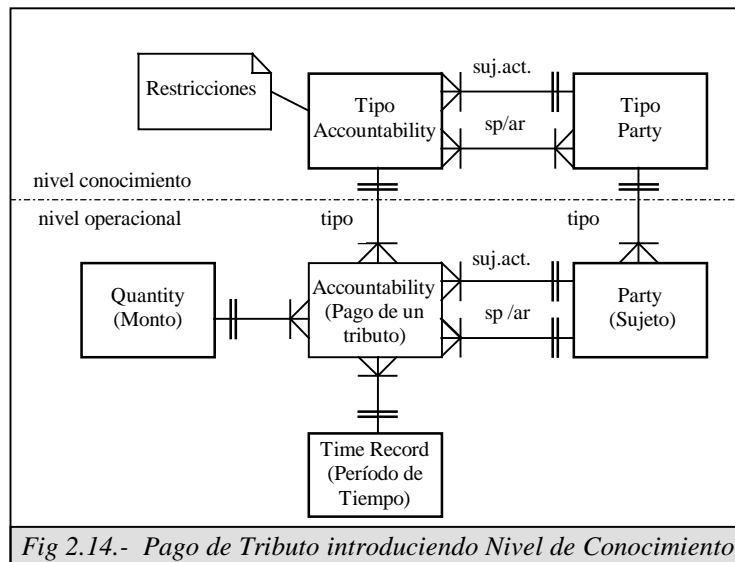 suj.act.
Restricciones
Tipo
Accountability
Tipo
Party
sp/ar
nivel conocimiento
nivel operacional
tipo
tipo
suj.act.
Quantity
(Monto)
Accountability
(Pago de un
tributo)
Party
(Sujeto)
sp /ar
Time Record
(Período de
Tiempo)
Fig 2.14.- Pago de Tributo introduciendo Nivel de Conocimiento